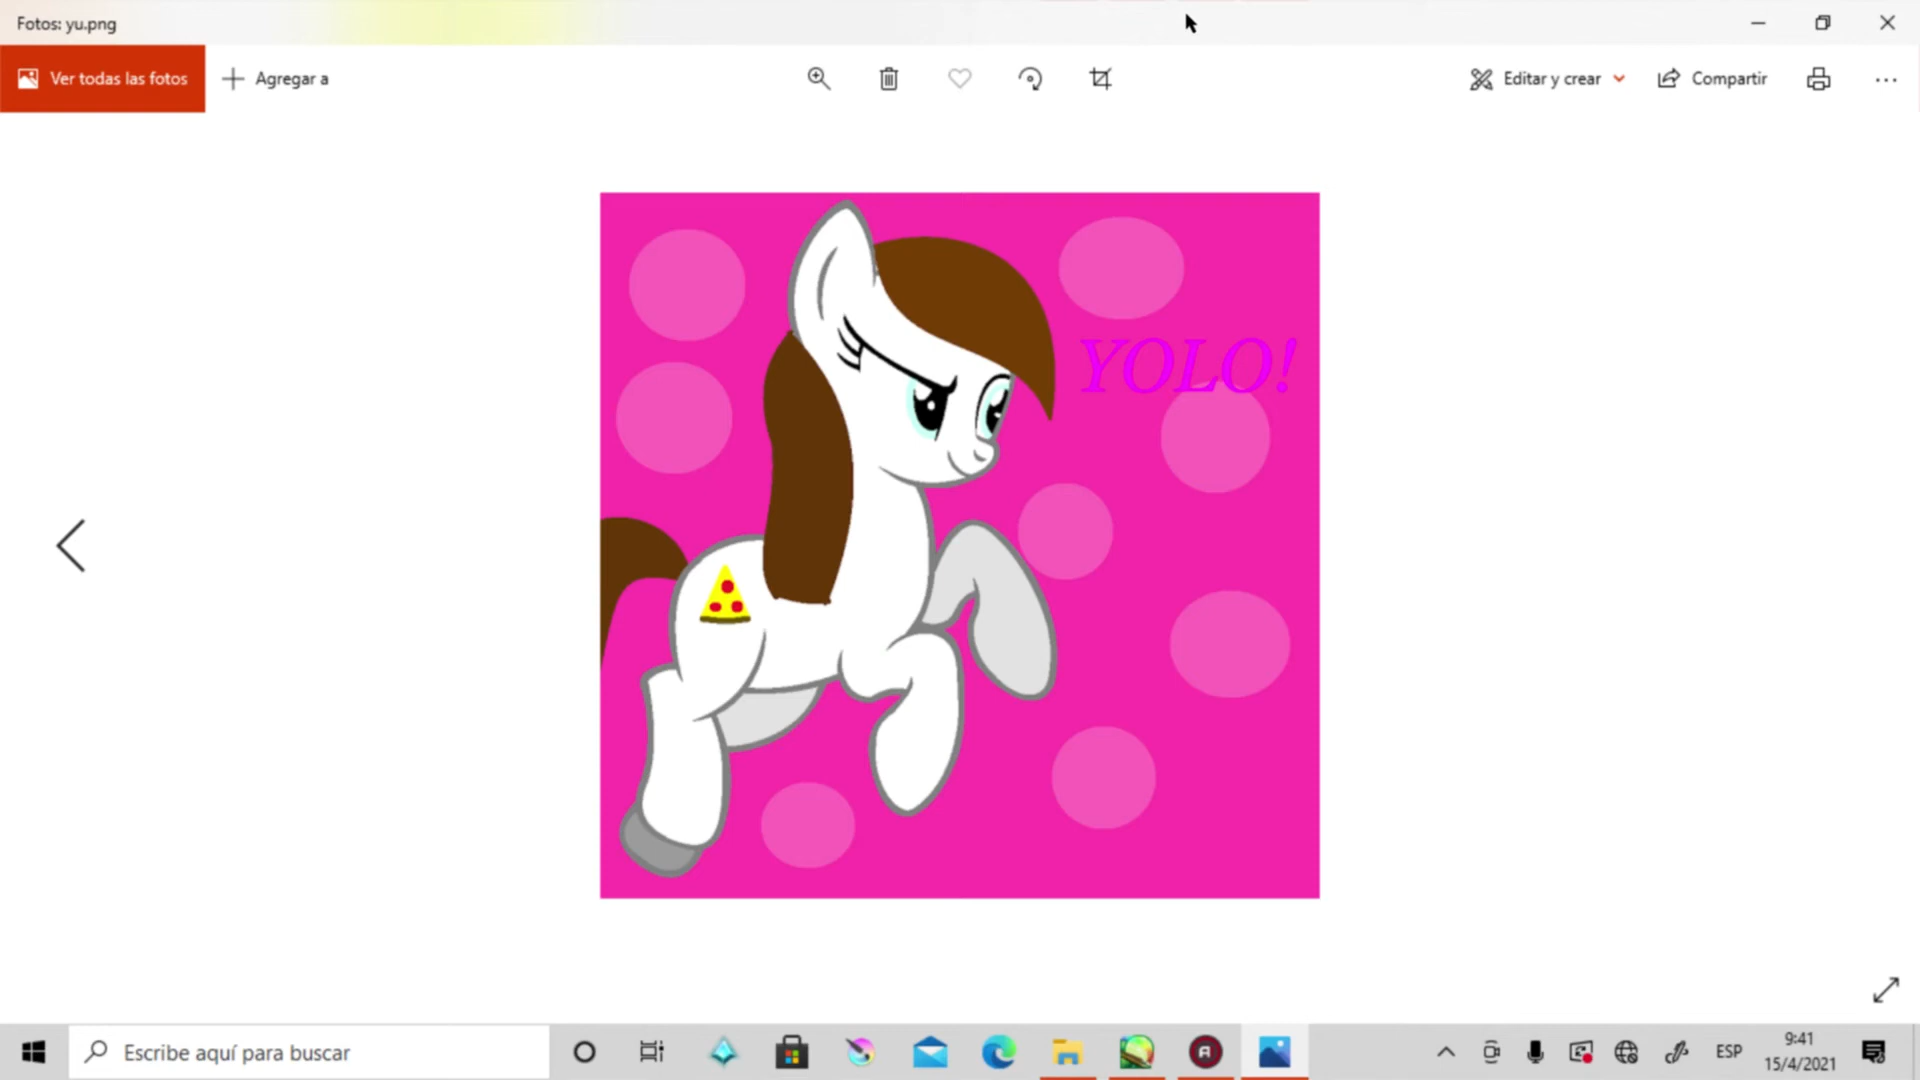 Fotos: yu.png
Ver todas las fotos
Agregar a
Editar y crear
Compartir
YOLO!
Escribe aquí para buscar
ESP
9:41
15/4/2021